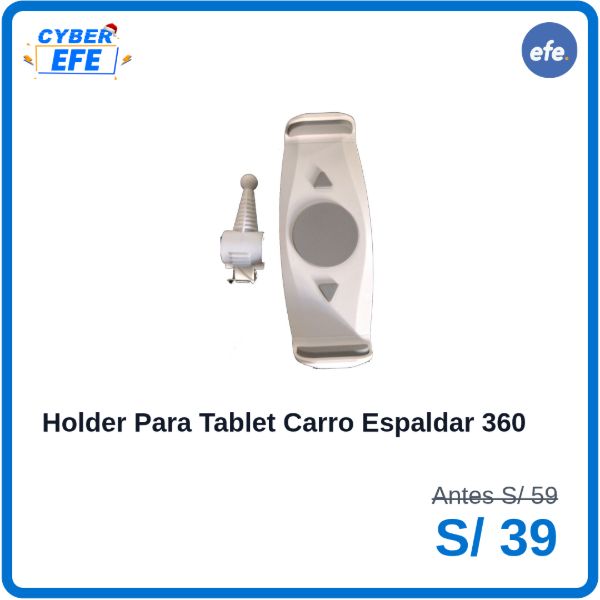 CYBER
EFE
efe.
Holder Para Tablet Carro Espaldar 360
Antes S/ 59
S/ 39